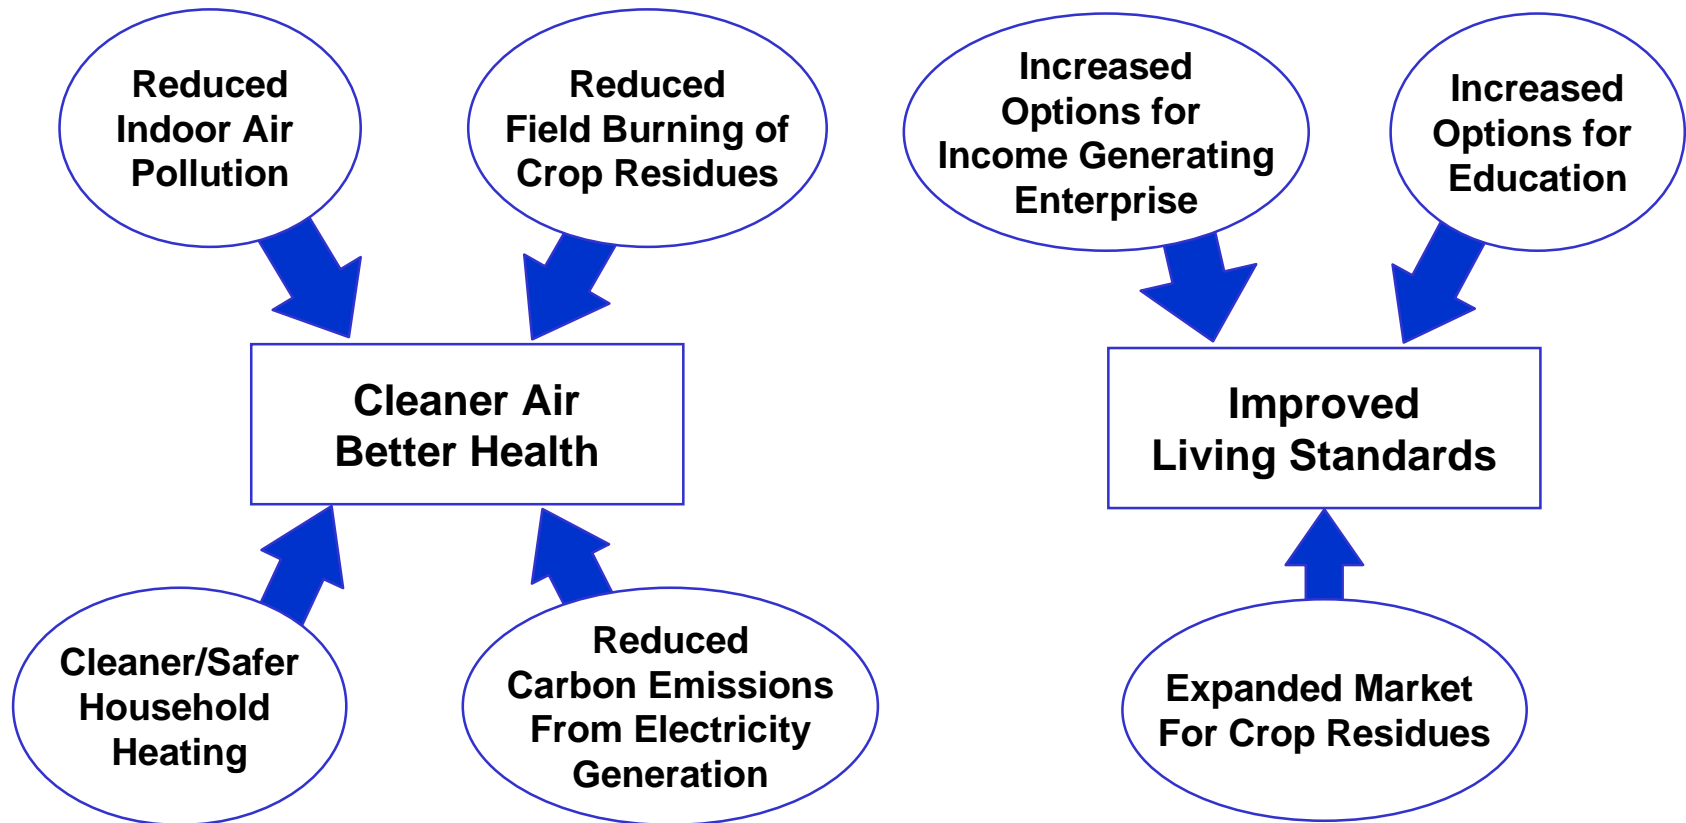 Reduced
Indoor Air
Pollution
Reduced
Field Burning of
Crop Residues
Increased
Options for
Income Generating
Enterprise
Increased
Options for
Education
Cleaner Air
Better Health
Improved
Living Standards
Cleaner/Safer
Household
Heating
Reduced
Carbon Emissions
From Electricity
Generation
Expanded Market
For Crop Residues